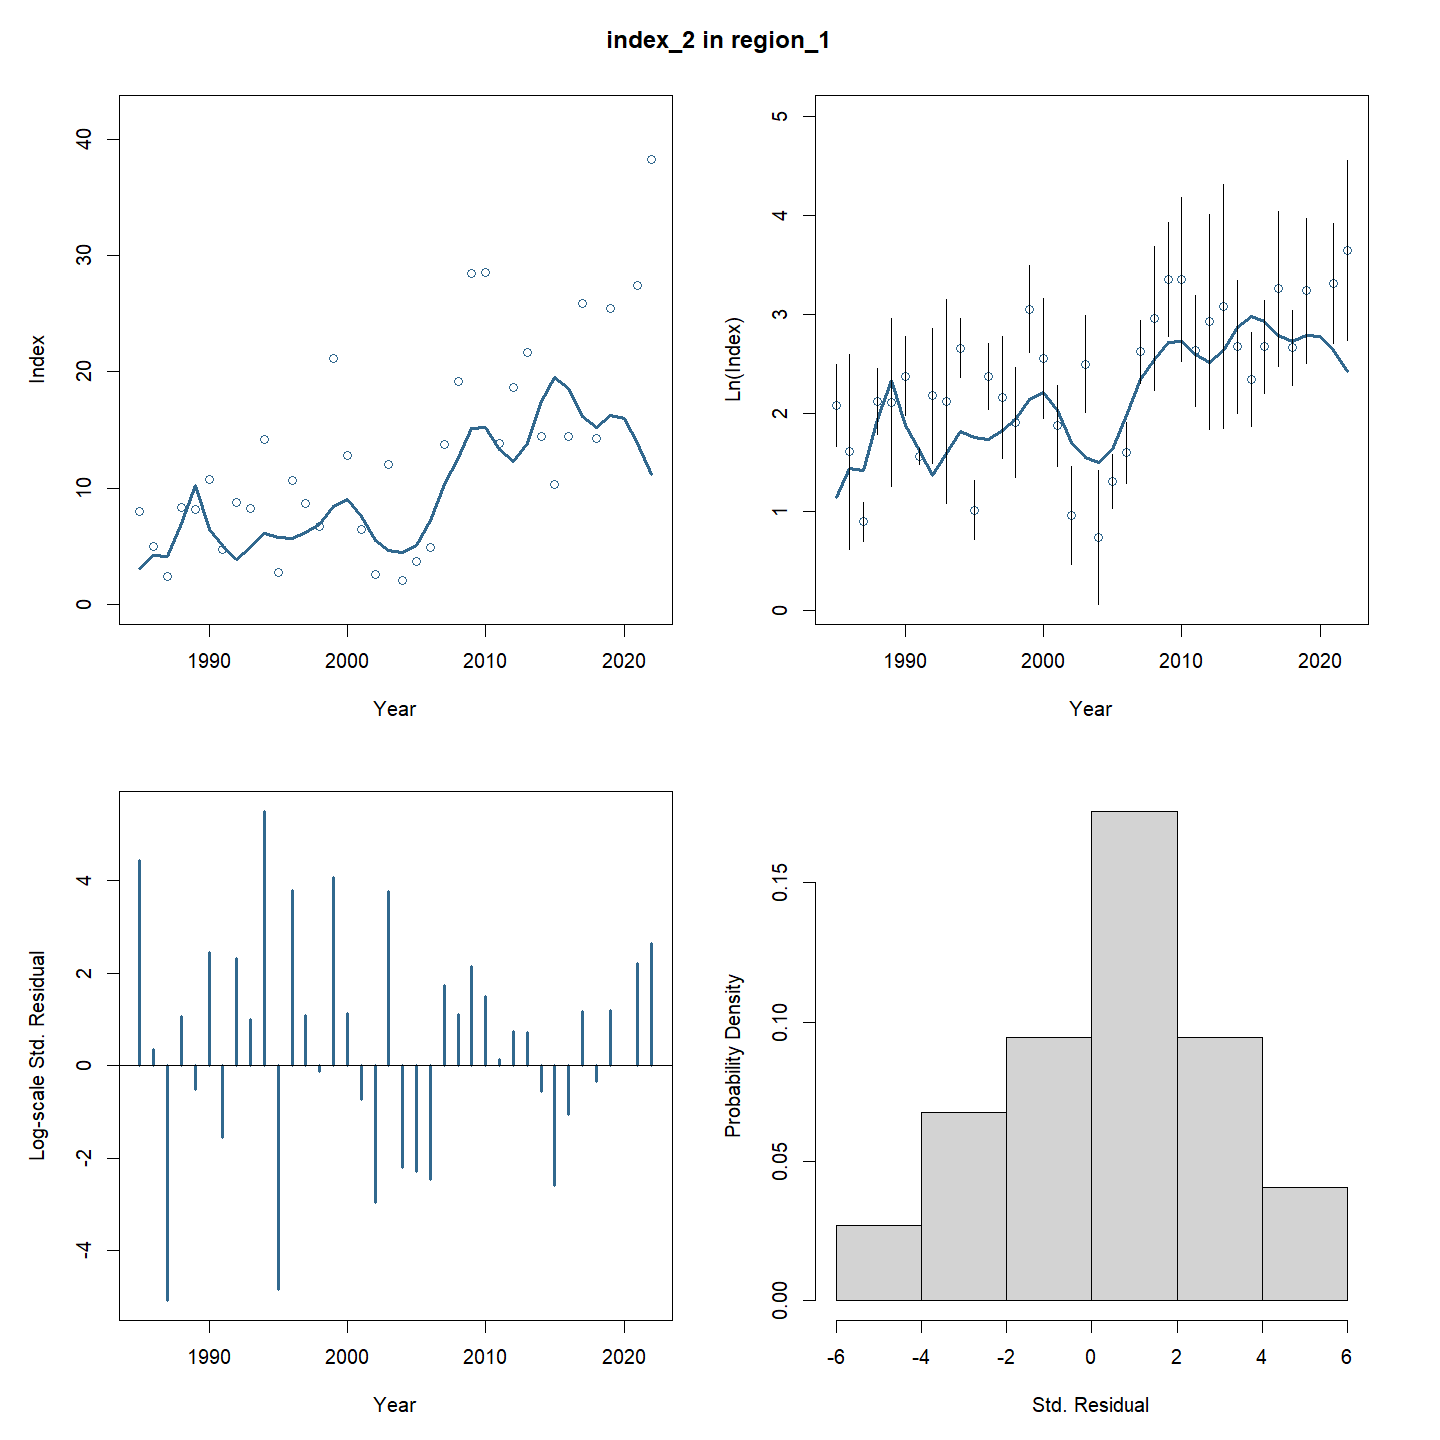 index_2 in region_1
Index
40
30
20
10
0
1990 2000 2010 2020
Year
Ln(Index)
5
4
3
2
1
0
1990 2000 2010 2020
Year
Log-scale Std. Residual
4
2
0
-2
-4
1990 2000 2010 2020
Year
Probability Density
0.15
0.10
0.05
0.00
-6 -4 -2 0 2 4 6
Std. Residual